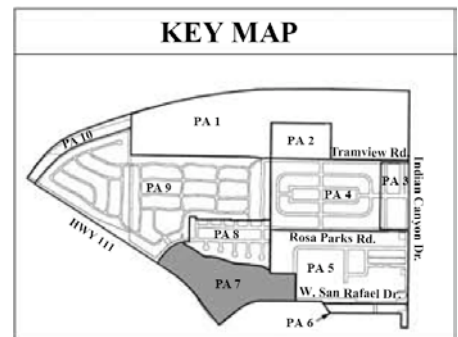 KEY MAP
PA 1
PA 10
PA 2
Tramview Rd.
PA 9
PA 4
PA 3
Indian Canyon Dr.
HWY 111
PA 8
Rosa Parks Rd.
PA 7
PA 5
W. San Rafael Dr.
PA 6